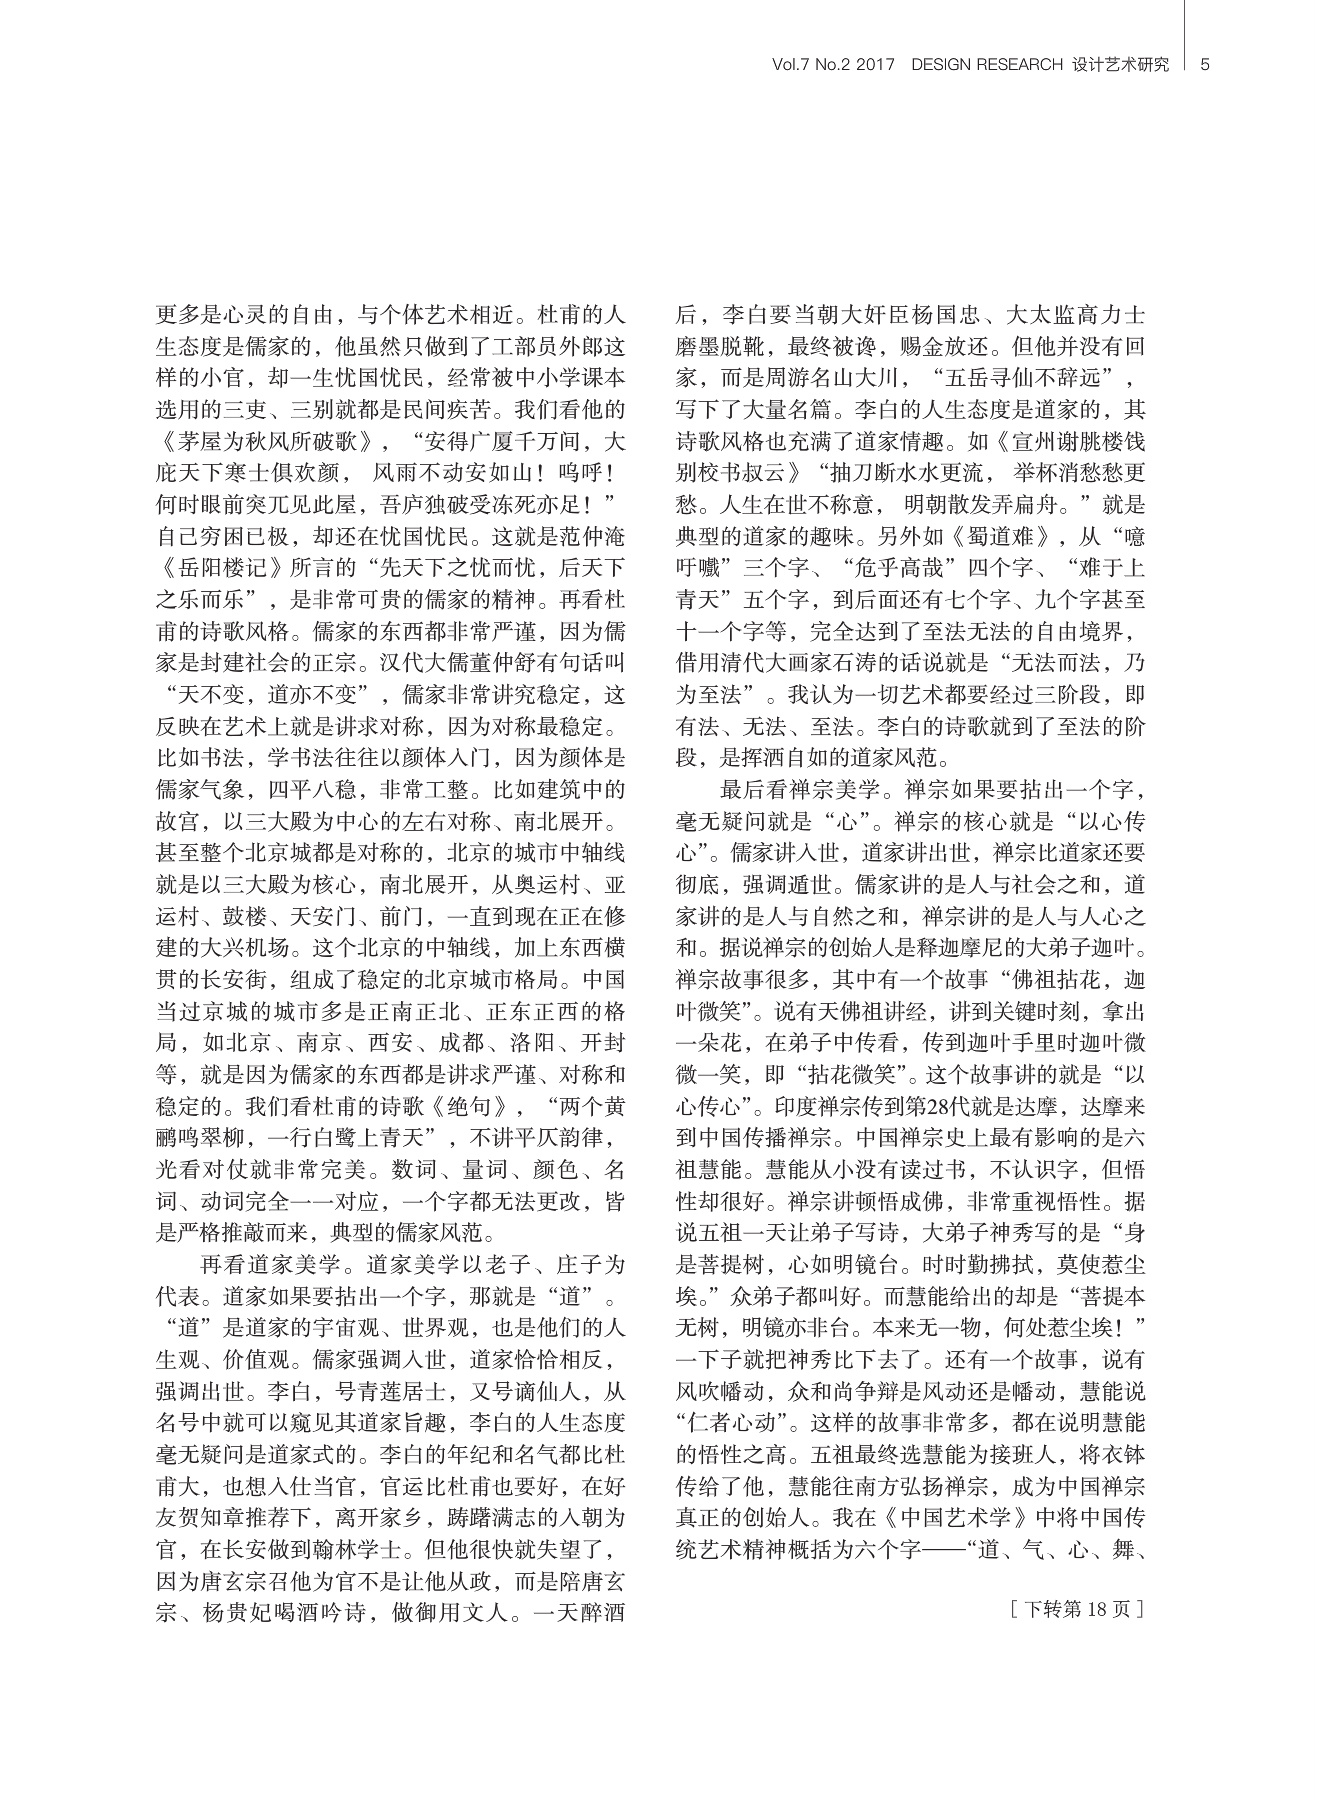 Vol.7 No.2 2017 DESIGN RESEARCH 设计艺术研究 5
更多是心灵的自由，与个体艺术相近。杜甫的人
生态度是儒家的，他虽然只做到了工部员外郎这
样的小官，却一生忧国忧民，经常被中小学课本
选用的三吏、三别就都是民间疾苦。我们看他的
《茅屋为秋风所破歌》，“安得广厦千万间，大
庇天下寒士俱欢颜， 风雨不动安如山！呜呼！
何时眼前突兀见此屋，吾庐独破受冻死亦足！”
自己穷困已极，却还在忧国忧民。这就是范仲淹
《岳阳楼记》所言的“先天下之忧而忧，后天下
之乐而乐”，是非常可贵的儒家的精神。再看杜
甫的诗歌风格。儒家的东西都非常严谨，因为儒
家是封建社会的正宗。汉代大儒董仲舒有句话叫
“天不变，道亦不变”，儒家非常讲究稳定，这
反映在艺术上就是讲求对称，因为对称最稳定。
比如书法，学书法往往以颜体入门，因为颜体是
儒家气象，四平八稳，非常工整。比如建筑中的
故宫，以三大殿为中心的左右对称、南北展开。
甚至整个北京城都是对称的，北京的城市中轴线
就是以三大殿为核心，南北展开，从奥运村、亚
运村、鼓楼、天安门、前门，一直到现在正在修
建的大兴机场。这个北京的中轴线，加上东西横
贯的长安街，组成了稳定的北京城市格局。中国
当过京城的城市多是正南正北、正东正西的格
局，如北京、南京、西安、成都、洛阳、开封
等，就是因为儒家的东西都是讲求严谨、对称和
稳定的。我们看杜甫的诗歌《绝句》，“两个黄
鹂鸣翠柳，一行白鹭上青天”，不讲平仄韵律，
光看对仗就非常完美。数词、量词、颜色、名
词、动词完全一一对应，一个字都无法更改，皆
是严格推敲而来，典型的儒家风范。
再看道家美学。道家美学以老子、庄子为
代表。道家如果要拈出一个字，那就是“道”。
“道”是道家的宇宙观、世界观，也是他们的人
生观、价值观。儒家强调入世，道家恰恰相反，
强调出世。李白，号青莲居士，又号谪仙人，从
名号中就可以窥见其道家旨趣，李白的人生态度
毫无疑问是道家式的。李白的年纪和名气都比杜
甫大，也想入仕当官，官运比杜甫也要好，在好
友贺知章推荐下，离开家乡，踌躇满志的入朝为
官，在长安做到翰林学士。但他很快就失望了，
因为唐玄宗召他为官不是让他从政，而是陪唐玄
宗、杨贵妃喝酒吟诗，做御用文人。一天醉酒
后，李白要当朝大奸臣杨国忠、大太监高力士
磨墨脱靴，最终被谗，赐金放还。但他并没有回
家，而是周游名山大川，“五岳寻仙不辞远”，
写下了大量名篇。李白的人生态度是道家的，其
诗歌风格也充满了道家情趣。如《宣州谢朓楼饯
别校书叔云》“抽刀断水水更流， 举杯消愁愁更
愁。人生在世不称意， 明朝散发弄扁舟。”就是
典型的道家的趣味。另外如《蜀道难》，从“噫
吁嚱”三个字、“危乎高哉”四个字、“难于上
青天”五个字，到后面还有七个字、九个字甚至
十一个字等，完全达到了至法无法的自由境界，
借用清代大画家石涛的话说就是“无法而法，乃
为至法”。我认为一切艺术都要经过三阶段，即
有法、无法、至法。李白的诗歌就到了至法的阶
段，是挥洒自如的道家风范。
最后看禅宗美学。禅宗如果要拈出一个字，
毫无疑问就是“心”。禅宗的核心就是“以心传
心”。儒家讲入世，道家讲出世，禅宗比道家还要
彻底，强调遁世。儒家讲的是人与社会之和，道
家讲的是人与自然之和，禅宗讲的是人与人心之
和。据说禅宗的创始人是释迦摩尼的大弟子迦叶。
禅宗故事很多，其中有一个故事“佛祖拈花，迦
叶微笑”。说有天佛祖讲经，讲到关键时刻，拿出
一朵花，在弟子中传看，传到迦叶手里时迦叶微
微一笑，即“拈花微笑”。这个故事讲的就是“以
心传心”。印度禅宗传到第28代就是达摩，达摩来
到中国传播禅宗。中国禅宗史上最有影响的是六
祖慧能。慧能从小没有读过书，不认识字，但悟
性却很好。禅宗讲顿悟成佛，非常重视悟性。据
说五祖一天让弟子写诗，大弟子神秀写的是“身
是菩提树，心如明镜台。时时勤拂拭，莫使惹尘
埃。”众弟子都叫好。而慧能给出的却是“菩提本
无树，明镜亦非台。本来无一物，何处惹尘埃！”
一下子就把神秀比下去了。还有一个故事，说有
风吹幡动，众和尚争辩是风动还是幡动，慧能说
“仁者心动”。这样的故事非常多，都在说明慧能
的悟性之高。五祖最终选慧能为接班人，将衣钵
传给了他，慧能往南方弘扬禅宗，成为中国禅宗
真正的创始人。我在《中国艺术学》中将中国传
统艺术精神概括为六个字——“道、气、心、舞、
［下转第 18 页］